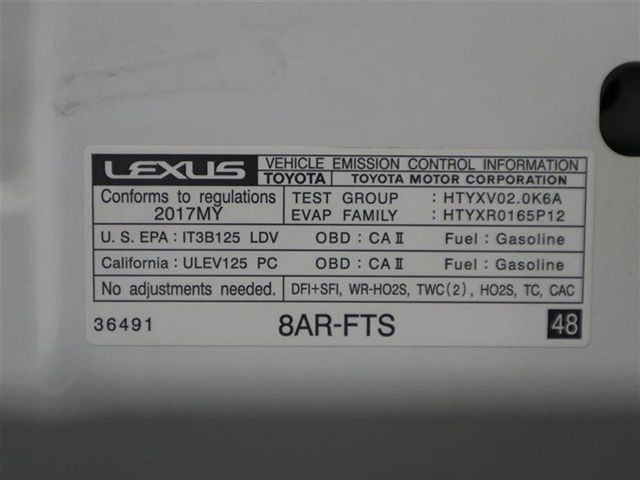 LEXUS VEHICLE EMISSION CONTROL INFORMATION
TOYOTA TOYOTA MOTOR CORPORATION
Conforms to regulations TEST GROUP : HTYXV02.0K6A
2017MY EVAP FAMILY : HTYXR0165P12
U. S. EPA : IT3B125 LDV OBD : CA II Fuel : Gasoline
California : ULEV125 PC OBD : CA II Fuel : Gasoline
No adjustments needed. DFI+SFI, WR-HO2S, TWC(2), HO2S, TC, CAC
36491 8AR-FTS 48